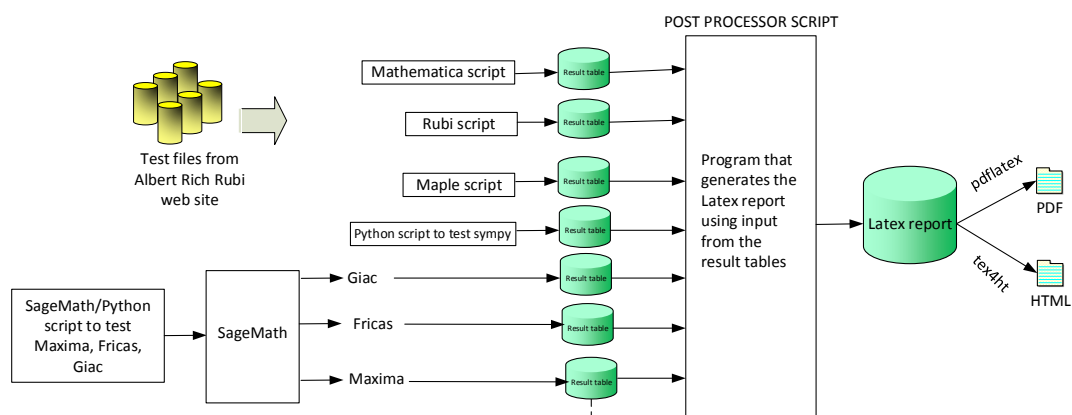 POST PROCESSOR SCRIPT
Mathematica script
Result table
Rubi script
Result table
Test files from
Albert Rich Rubi
web site
Maple script
Result table
Python script to test sympy
Result table
Program that
generates the
Latex report
using input
from the
result tables
Latex report
pdflatex
PDF
tex4ht
HTML
SageMath/Python
script to test
Maxima, Fricas,
Giac
SageMath
Giac
Result table
Fricas
Result table
Maxima
Result table